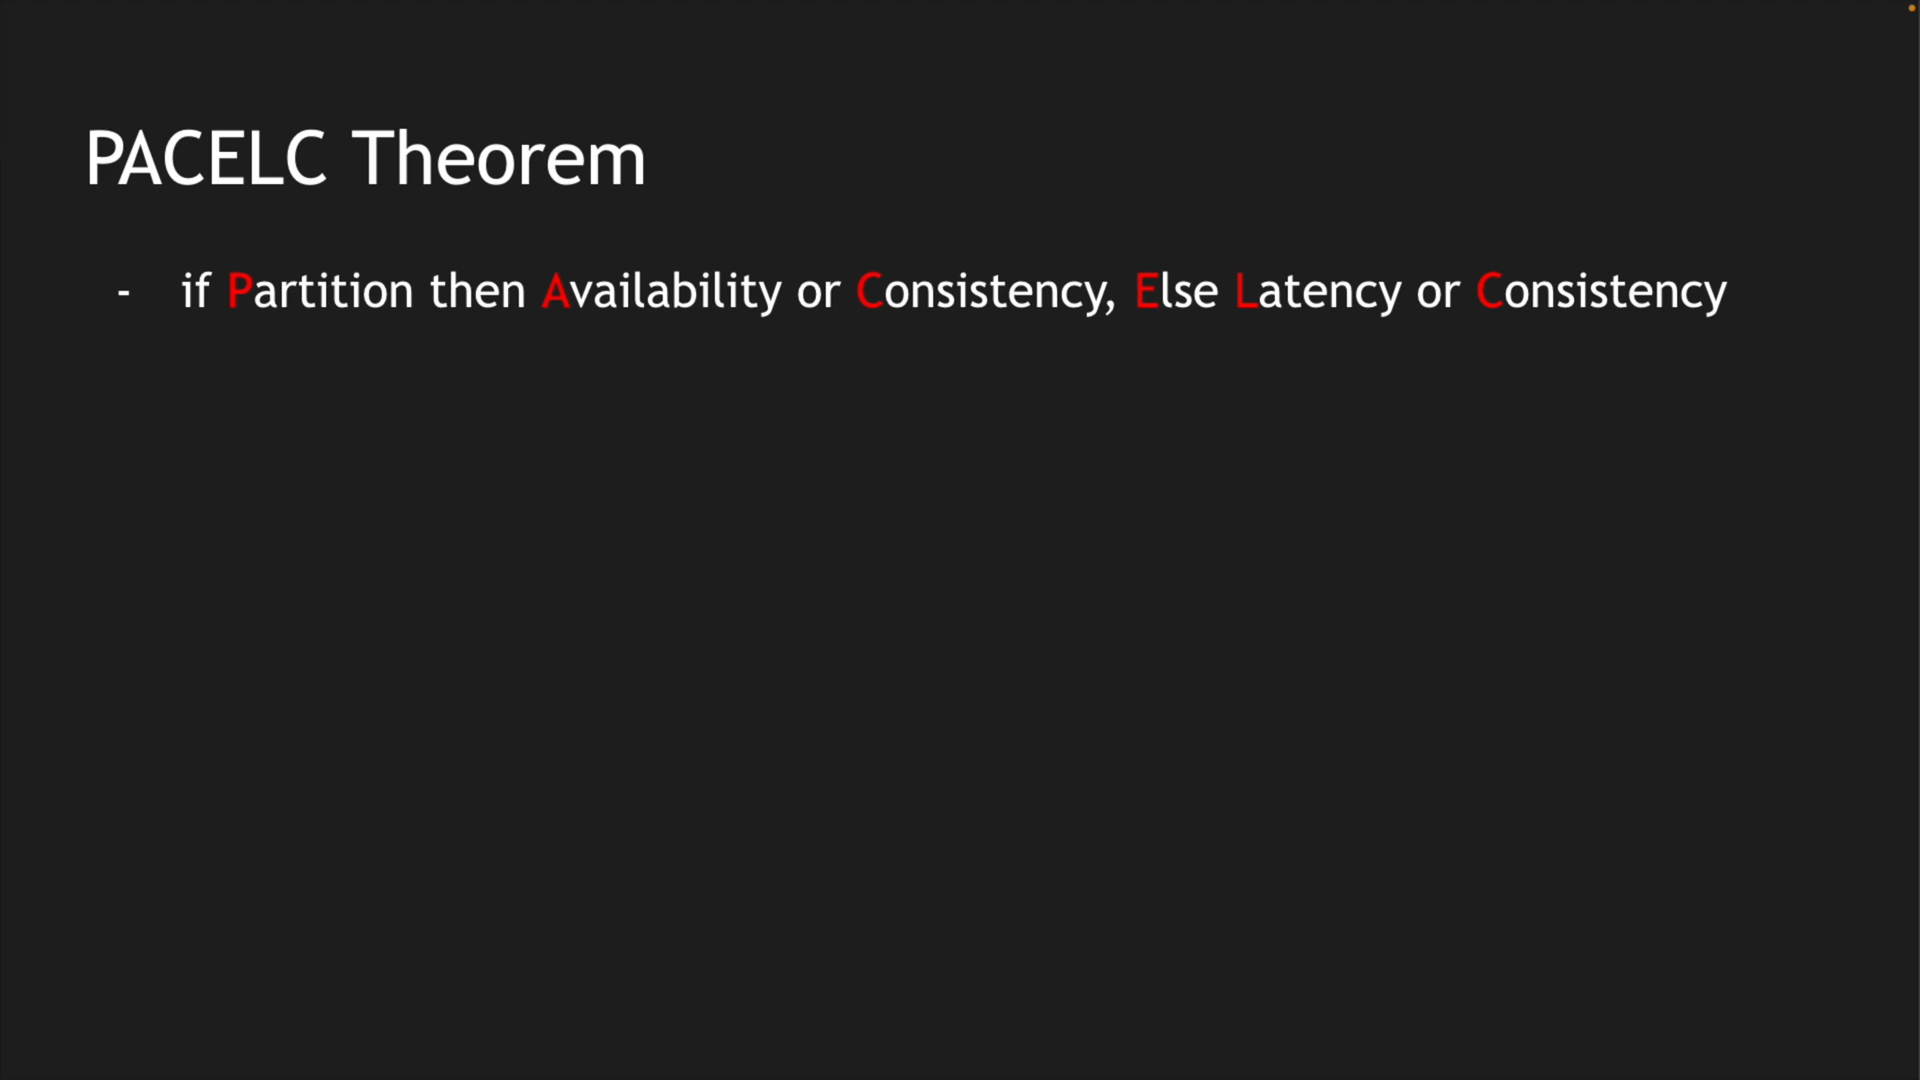 PACELC Theorem
- if Partition then Availability or Consistency, Else Latency or Consistency